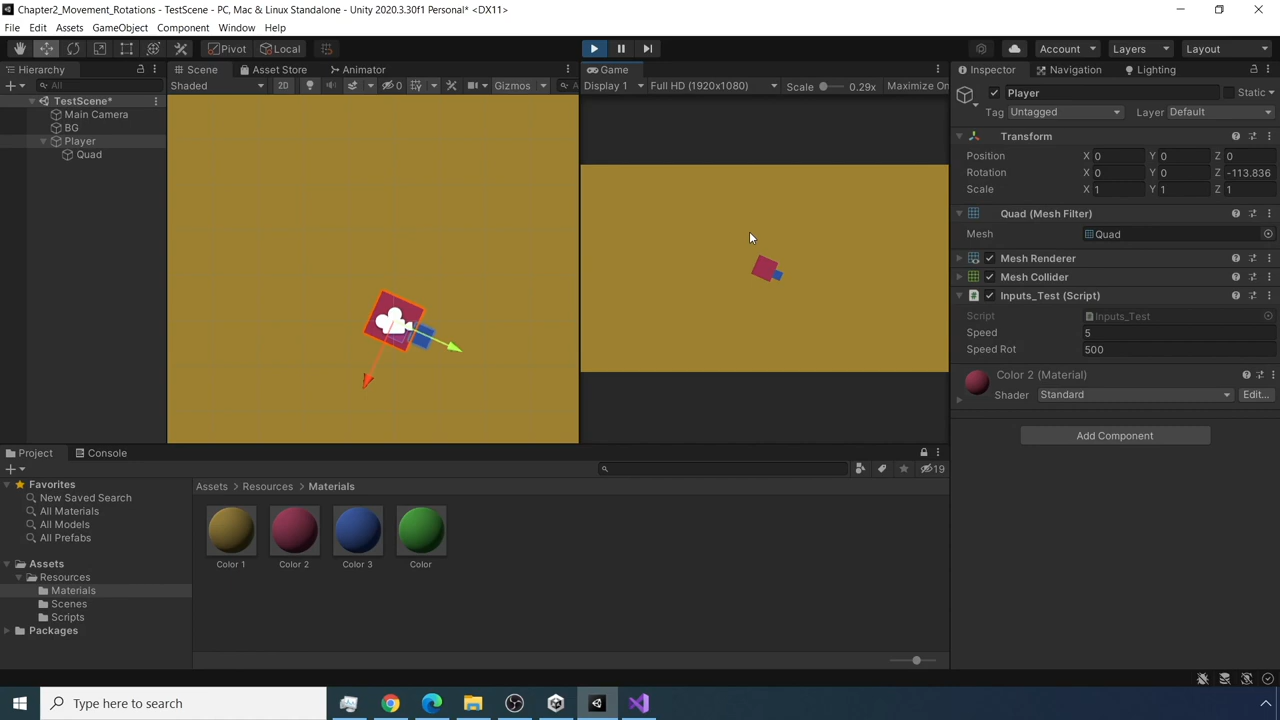 Chapter2_Movement_Rotations - TestScene - PC, Mac & Linux Standalone - Unity 2020.3.30f1 Personal* <DX11>
File Edit Assets GameObject Component Window Help
Pivot Local Account Layers Layout
Hierarchy Scene Asset Store Animator Game Inspector Navigation Lighting
All Shaded 2D 0 Gizmos Display 1 Full HD (1920x1080) Scale 0.29x Maximize On
Player Static
TestScene*
Tag Untagged Layer Default
Main Camera
BG
Player
Quad
Transform
Position X 0 Y 0 Z 0
Rotation X 0 Y 0 Z -113.836
Scale X 1 Y 1 Z 1
Quad (Mesh Filter)
Mesh Quad
Mesh Renderer
Mesh Collider
Inputs_Test (Script)
Script Inputs_Test
Speed 5
Speed Rot 500
Color 2 (Material)
Shader Standard Edit...
Add Component
Project Console
19
Favorites
New Saved Search
All Materials
All Models
All Prefabs
Assets
Resources
Materials
Scenes
Scripts
Packages
Assets > Resources > Materials
Color 1 Color 2 Color 3 Color
Type here to search